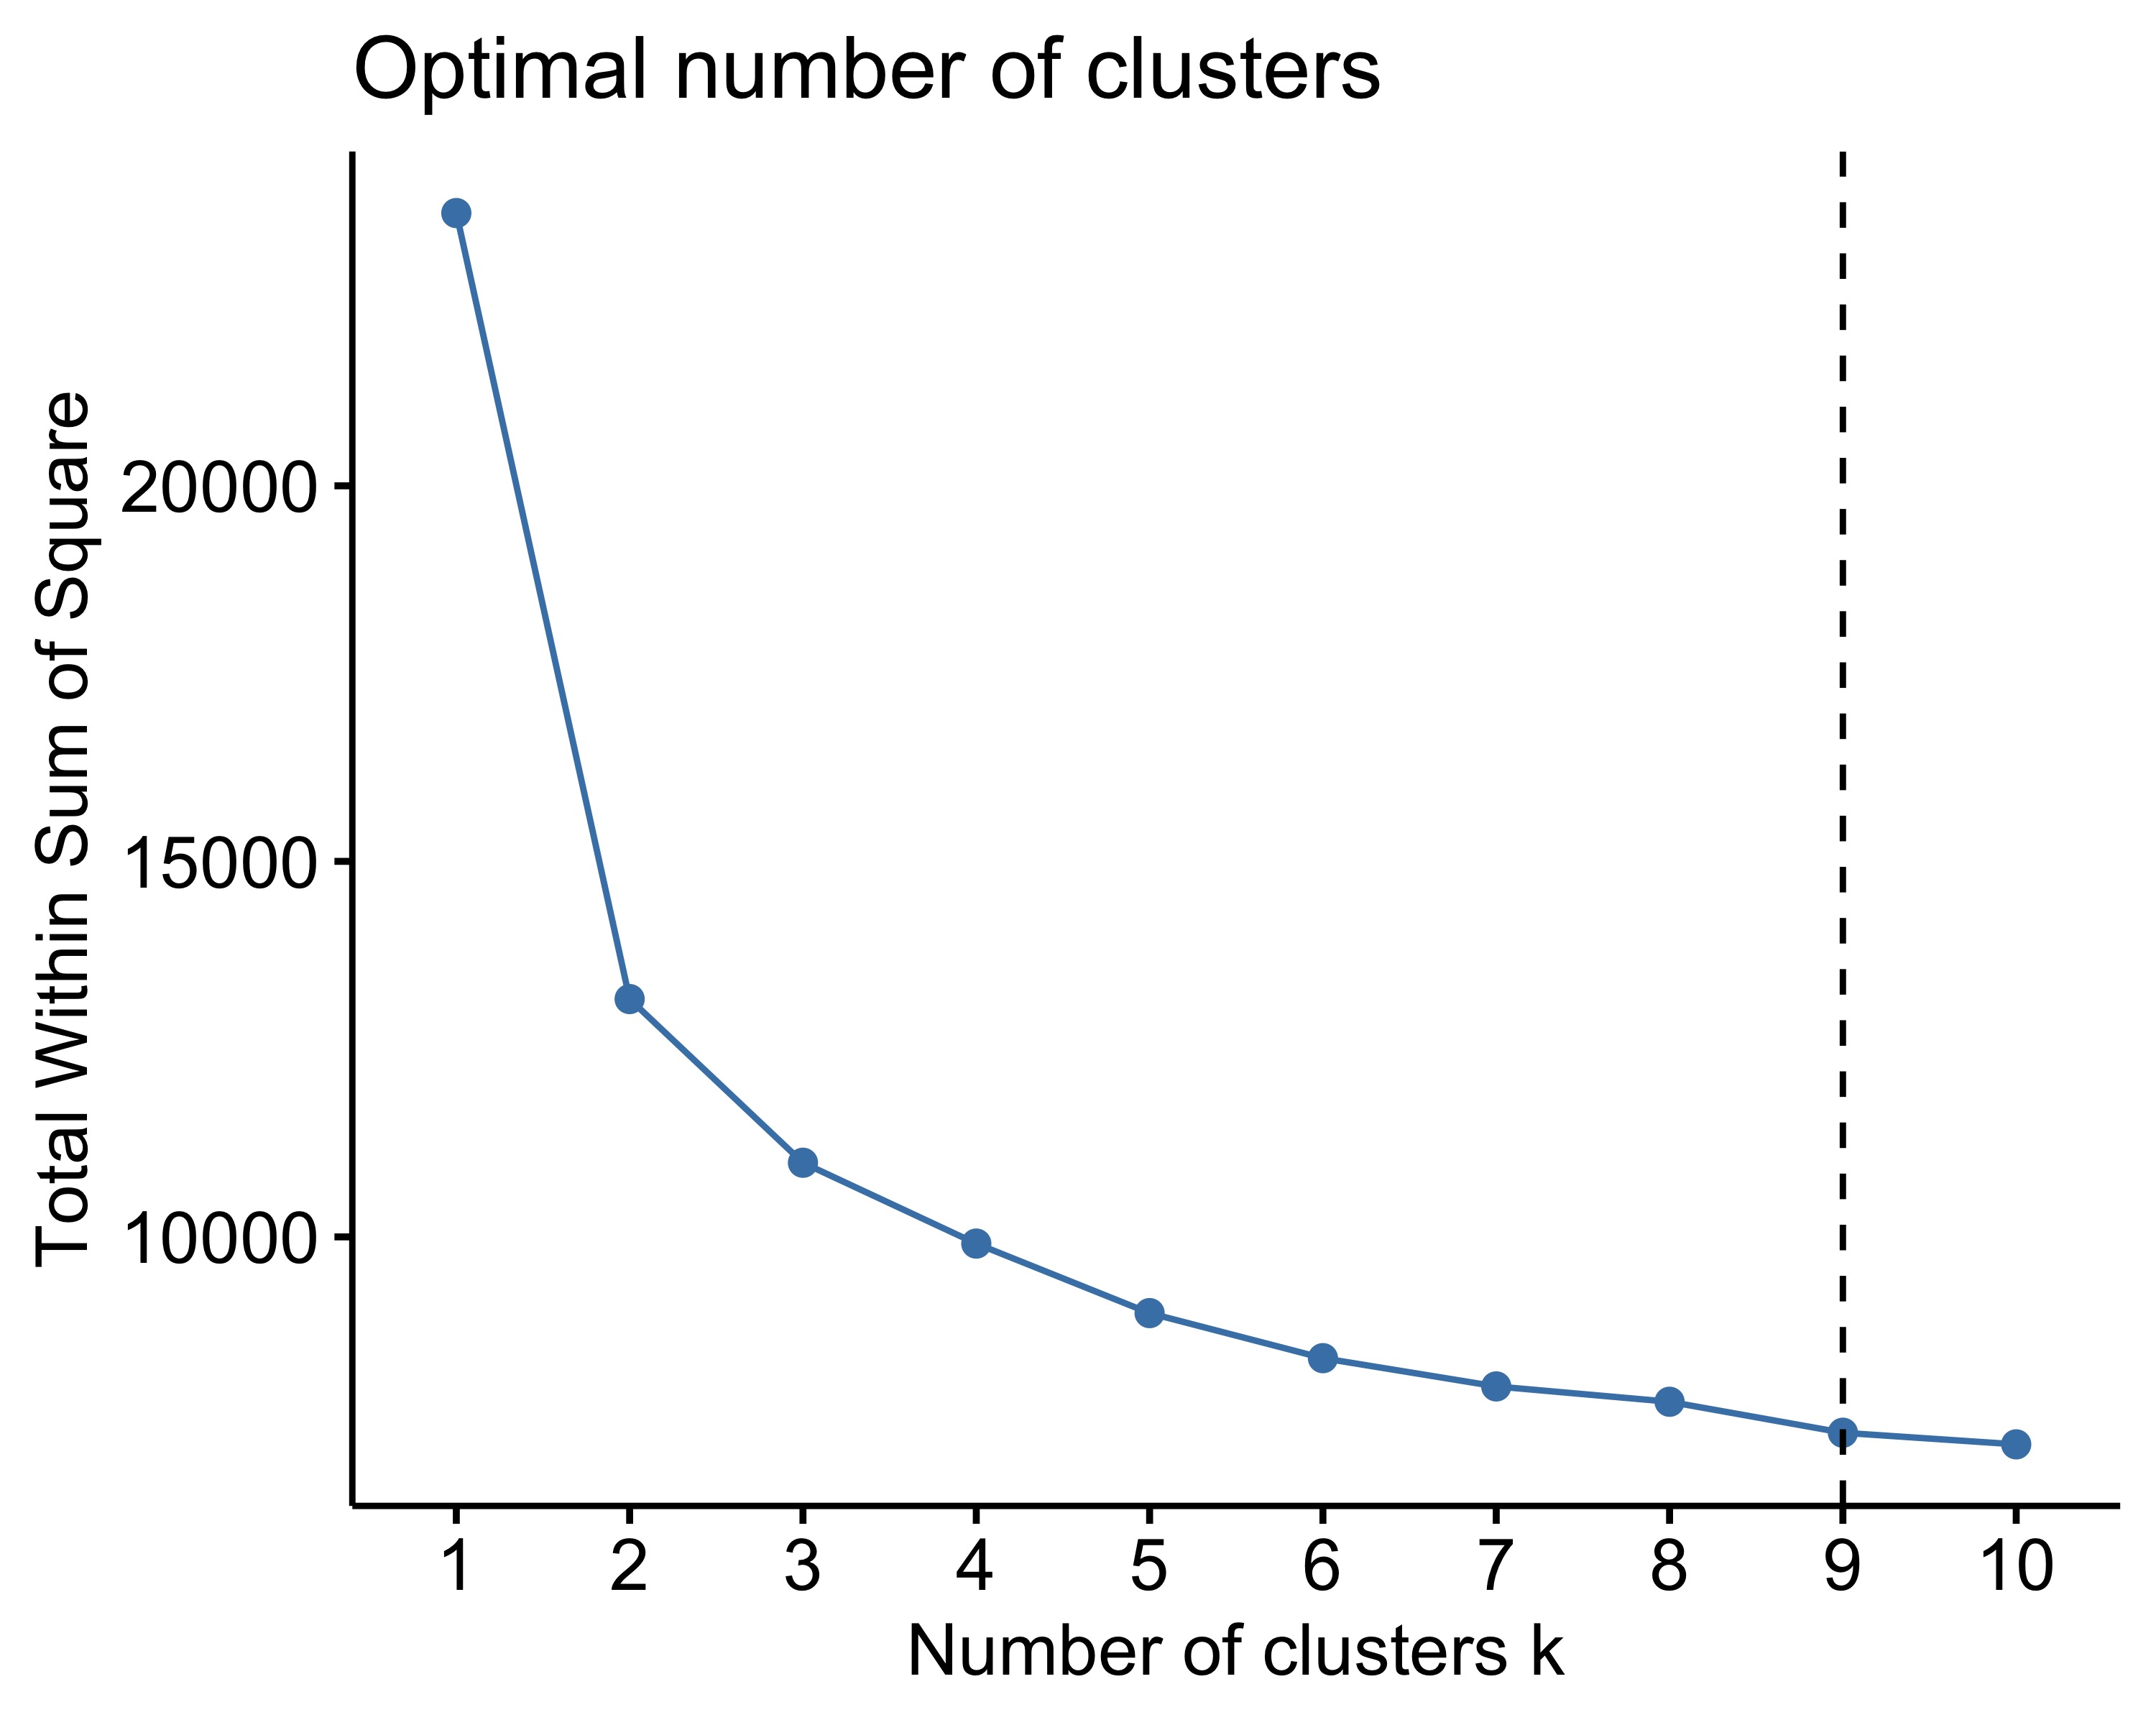 Optimal number of clusters
Total Within Sum of Square
20000
15000
10000
1 2 3 4 5 6 7 8 9 10
Number of clusters k